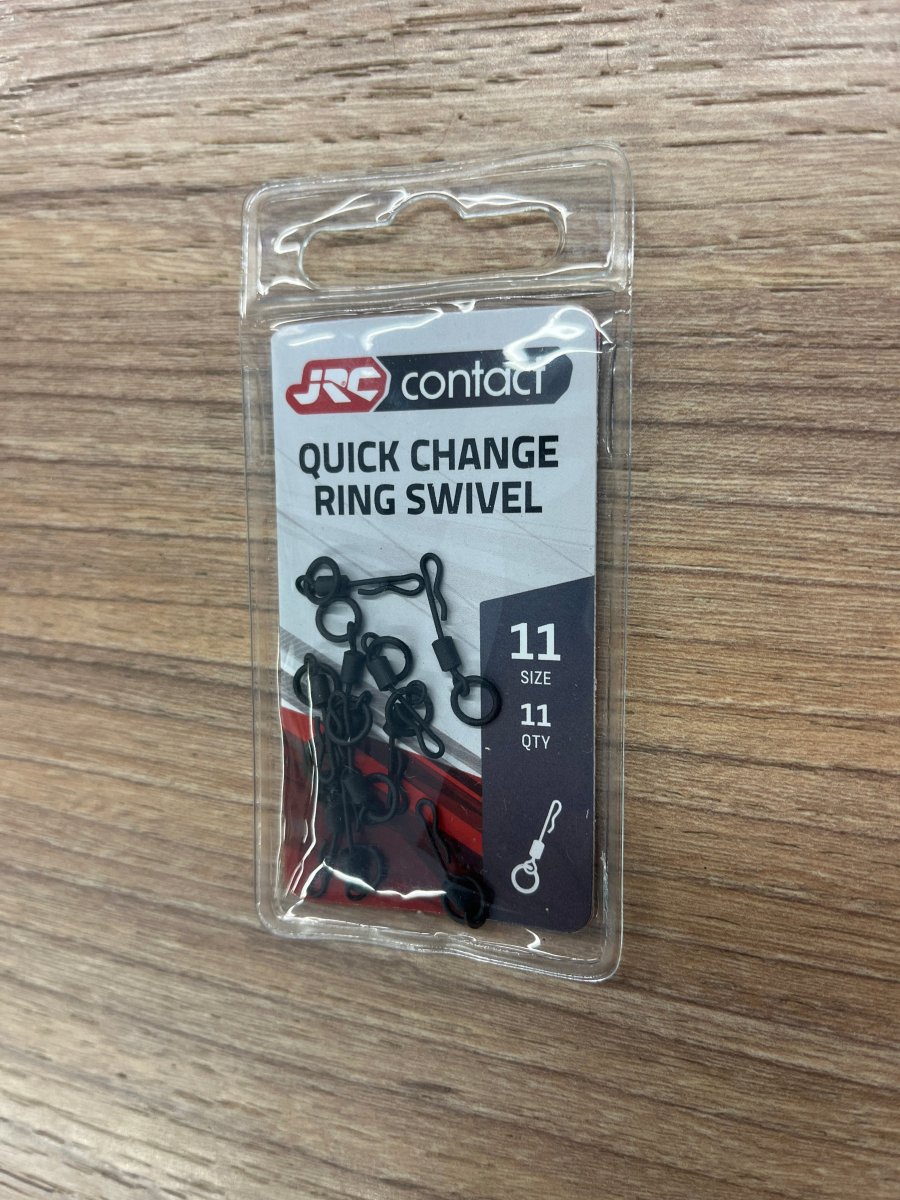 JRC contact
QUICK CHANGE
RING SWIVEL
11
SIZE
11
QTY